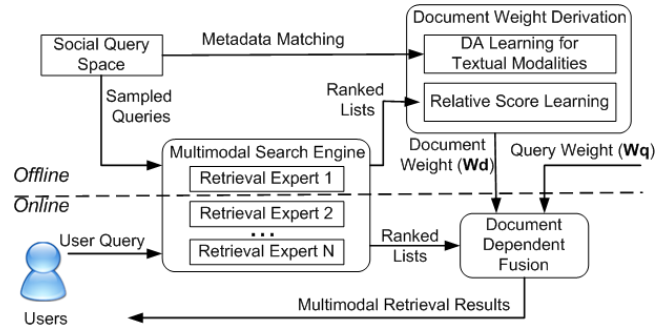 Document Weight Derivation
Social Query
Space
Metadata Matching
DA Learning for
Textual Modalities
Sampled
Queries
Ranked
Lists
Relative Score Learning
Multimodal Search Engine
Document
Weight (Wd)
Query Weight (Wq)
Offline
Retrieval Expert 1
Online
Retrieval Expert 2
...
Retrieval Expert N
User Query
Ranked
Lists
Document
Dependent
Fusion
Users
Multimodal Retrieval Results